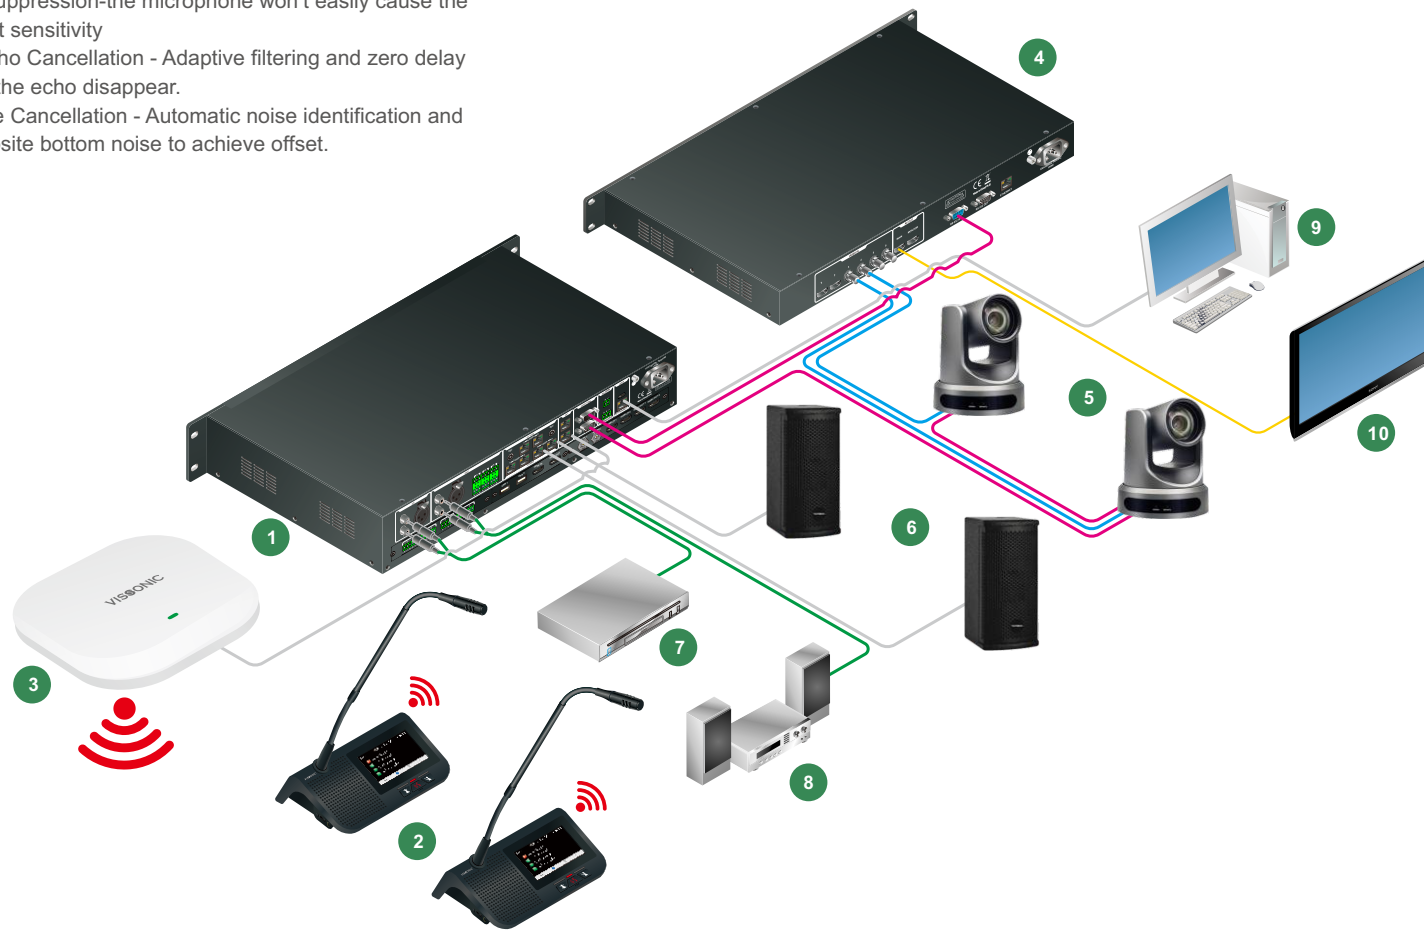 uppression-the microphone won't easily cause the
t sensitivity
ho Cancellation - Adaptive filtering and zero delay
the echo disappear.
e Cancellation - Automatic noise identification and
site bottom noise to achieve offset.
4
9
5
10
1
6
VISSONIC
7
3
8
2